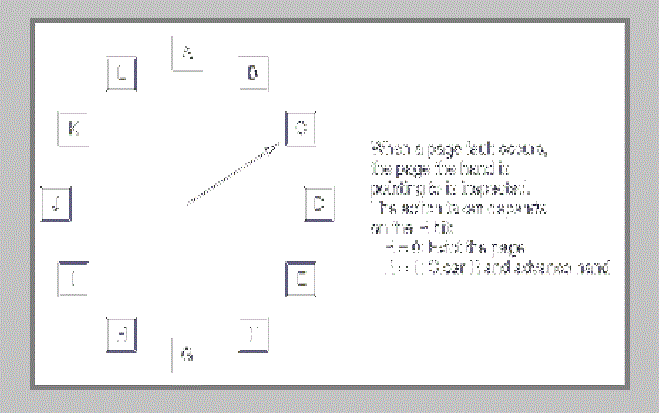 A
L
B
K
C
J
D
I
E
H
F
G
When a page fault occurs,
the page the hand is
pointing to is inspected.
The action taken depends
on the R bit:
R = 0: Evict the page
R = 1: Clear R and advance hand